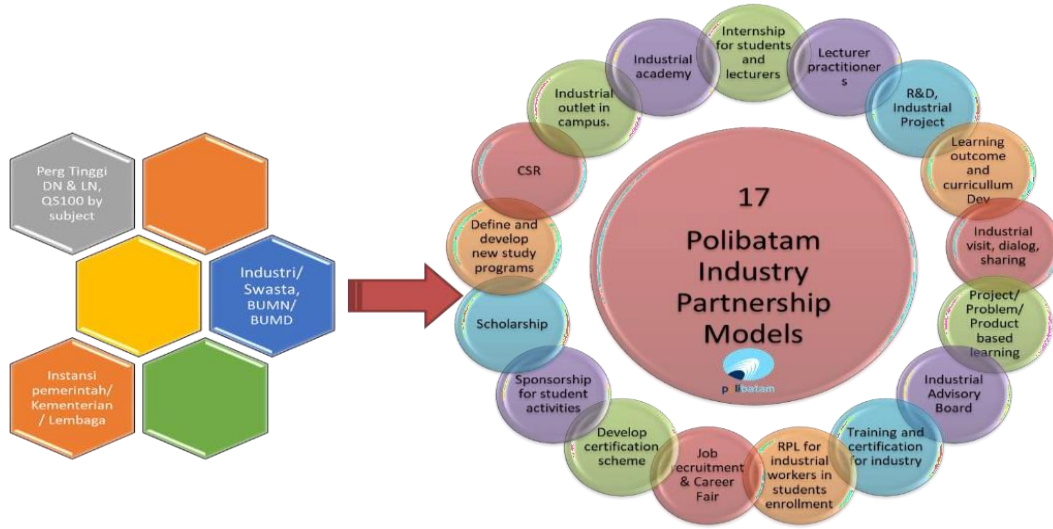 Perg Tinggi
DN & LN,
QS100 by
subject
Industri/
Swasta,
BUMN/
BUMD
Instansi
pemerintah/
Kementerian
/ Lembaga
17
Polibatam
Industry
Partnership
Models
polibatam
Internship
for students
and
lecturers
Lecturer
practitioner
s
R&D,
Industrial
Project
Learning
outcome
and
curricullum
Dev
Industrial
visit, dialog,
sharing
Project/
Problem/
Product
based
learning
Industrial
Advisory
Board
Training and
certification
for industry
RPL for
industrial
workers in
students
enrollment
Job
recruitment
& Career
Fair
Develop
certification
scheme
Sponsorship
for student
activities
Scholarship
Define and
develop
new study
programs
CSR
Industrial
outlet in
campus.
Industrial
academy